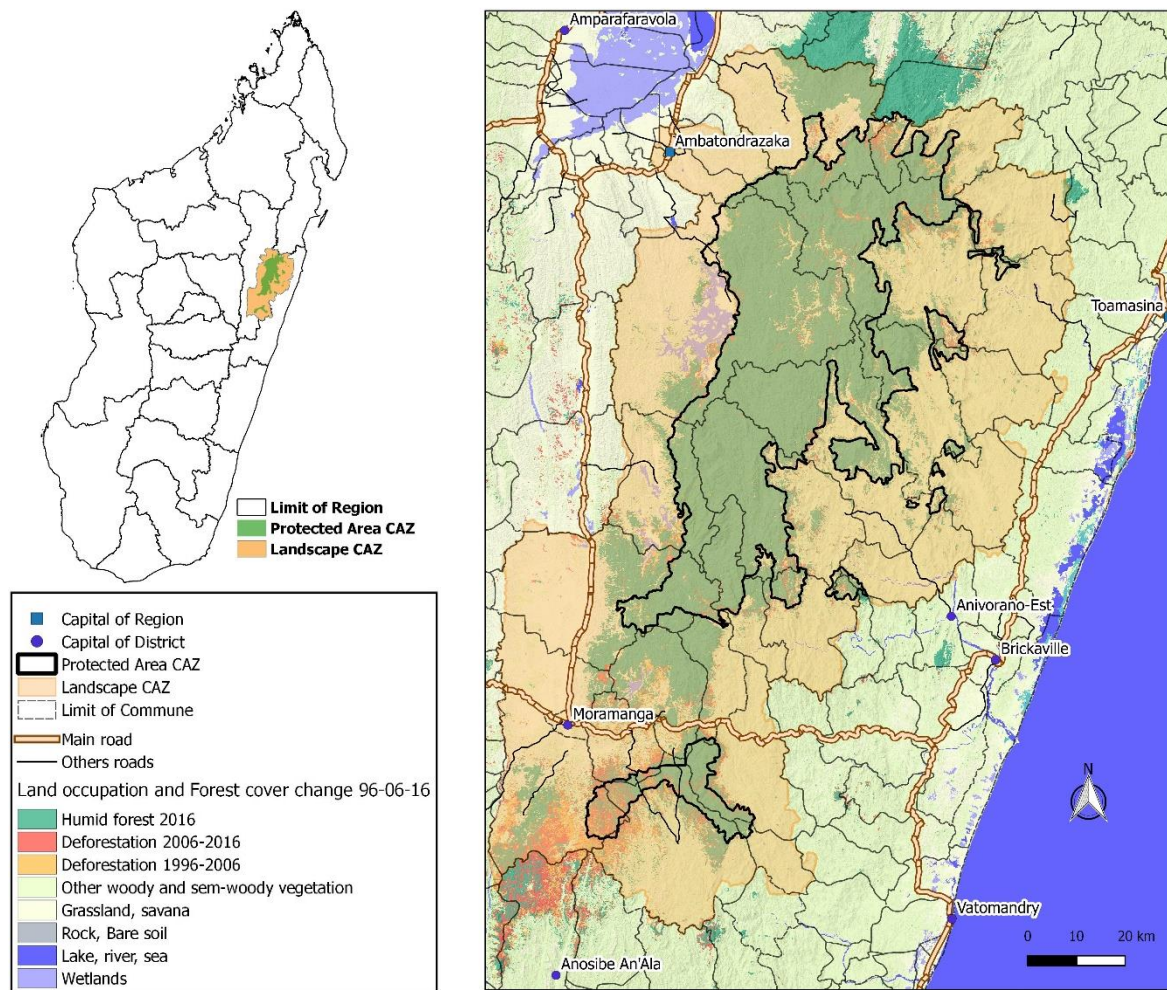 Limit of Region
Protected Area CAZ
Landscape CAZ
Capital of Region
Capital of District
Protected Area CAZ
Landscape CAZ
Limit of Commune
Main road
Others roads
Land occupation and Forest cover change 96-06-16
Humid forest 2016
Deforestation 2006-2016
Deforestation 1996-2006
Other woody and sem-woody vegetation
Grassland, savana
Rock, Bare soil
Lake, river, sea
Wetlands
Amparafaravola
Ambatondrazaka
Toamasina
Anivorano-Est
Brickaville
Moramanga
N
Vatomandry
0 10 20 km
Anosibe An'Ala